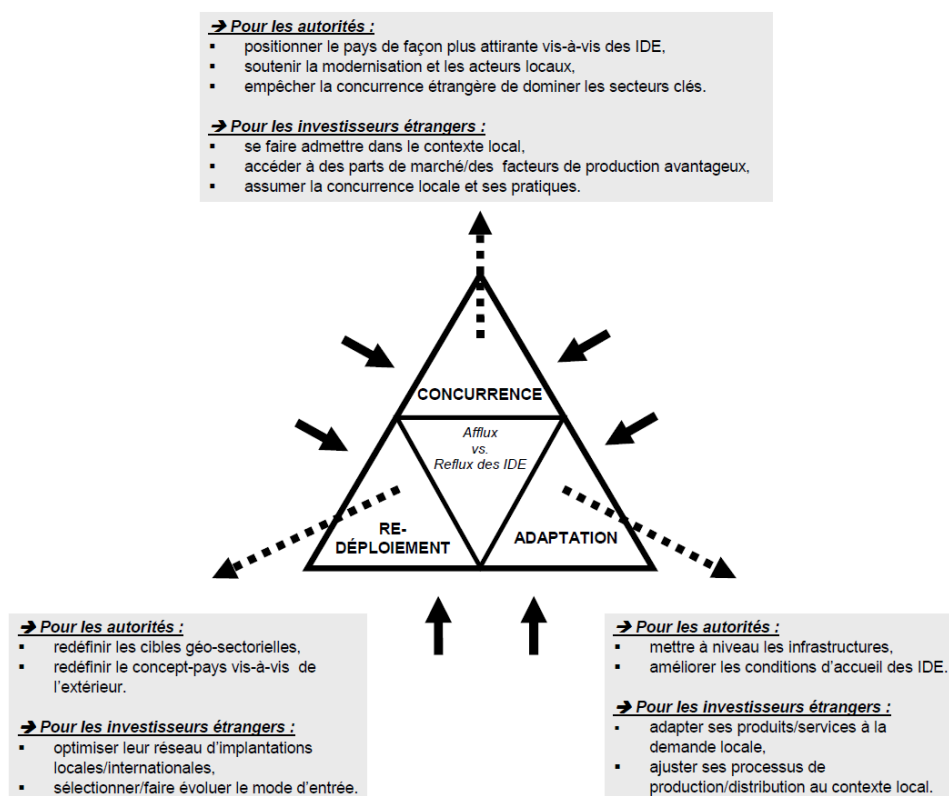 ➔ Pour les autorités :
▪ positionner le pays de façon plus attirante vis-à-vis des IDE,
▪ soutenir la modernisation et les acteurs locaux,
▪ empêcher la concurrence étrangère de dominer les secteurs clés.
➔ Pour les investisseurs étrangers :
▪ se faire admettre dans le contexte local,
▪ accéder à des parts de marché/des facteurs de production avantageux,
▪ assumer la concurrence locale et ses pratiques.
CONCURRENCE
Afflux
vs.
Reflux des IDE
RE-
DÉPLOIEMENT
ADAPTATION
➔ Pour les autorités :
▪ redéfinir les cibles géo-sectorielles,
▪ redéfinir le concept-pays vis-à-vis de
l’extérieur.
➔ Pour les investisseurs étrangers :
▪ optimiser leur réseau d’implantations
locales/internationales,
▪ sélectionner/faire évoluer le mode d’entrée.
➔ Pour les autorités :
▪ mettre à niveau les infrastructures,
▪ améliorer les conditions d’accueil des IDE.
➔ Pour les investisseurs étrangers :
▪ adapter ses produits/services à la
demande locale,
▪ ajuster ses processus de
production/distribution au contexte local.